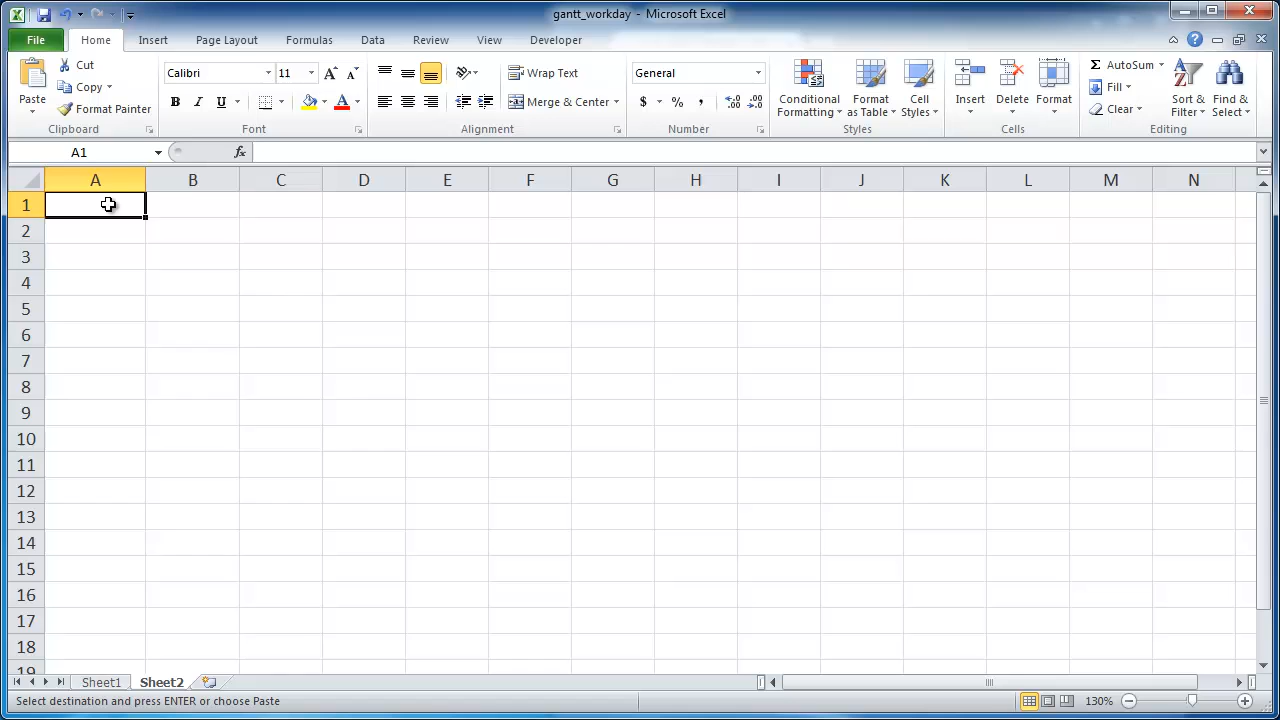 gantt_workday - Microsoft Excel
File Home Insert Page Layout Formulas Data Review View Developer
Paste
Cut
Copy
Format Painter
Clipboard
Calibri 11
B I U
Font
Wrap Text
Merge & Center
Alignment
General
$ % ,
Number
Conditional Formatting
Format as Table
Cell Styles
Styles
Insert Delete Format
Cells
AutoSum
Fill
Clear
Sort & Filter
Find & Select
Editing
A1 fx
A B C D E F G H I J K L M N
1
2
3
4
5
6
7
8
9
10
11
12
13
14
15
16
17
18
19
Sheet1 Sheet2
Select destination and press ENTER or choose Paste 130%